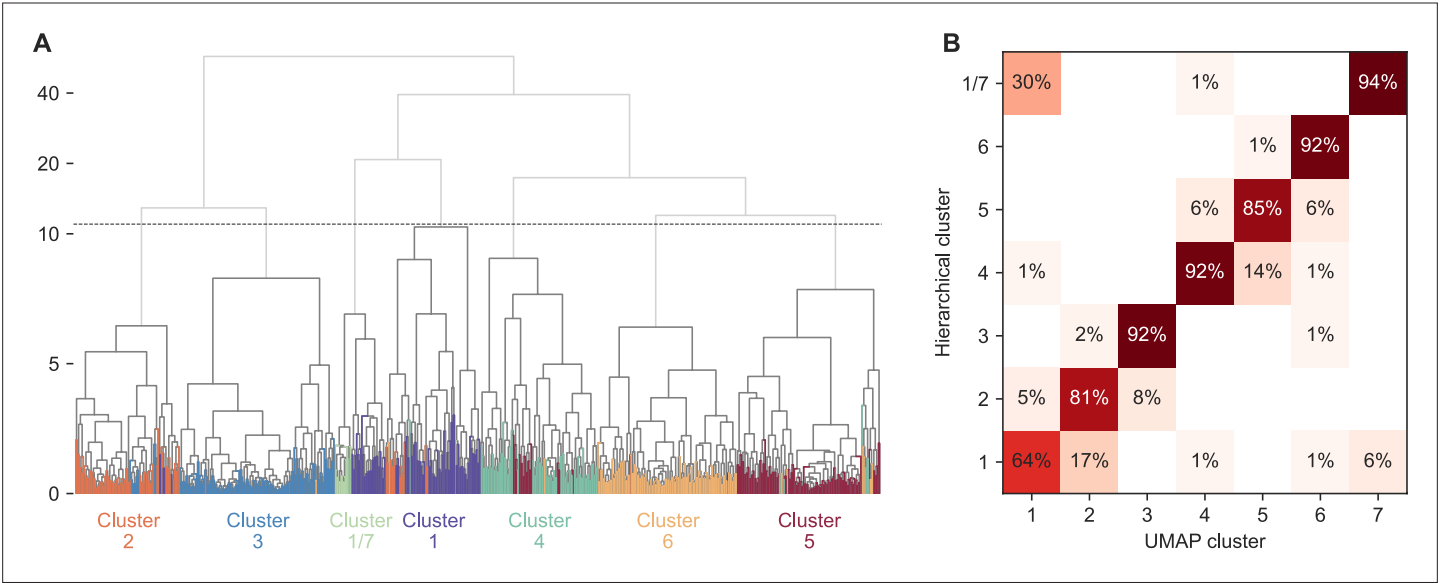 A
40
20
10
5
0
Cluster 2
Cluster 3
Cluster 1/7
Cluster 1
Cluster 4
Cluster 6
Cluster 5
B
Hierarchical cluster
1/7 30% 1% 94%
6 1% 92%
5 6% 85% 6%
4 1% 92% 14% 1%
3 2% 92% 1%
2 5% 81% 8%
1 64% 17% 1% 1% 6%
1 2 3 4 5 6 7
UMAP cluster